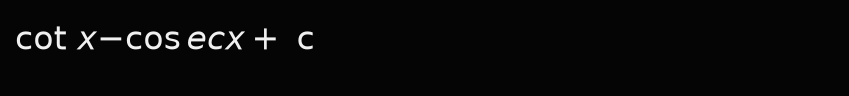 cot x−cos ecx + c